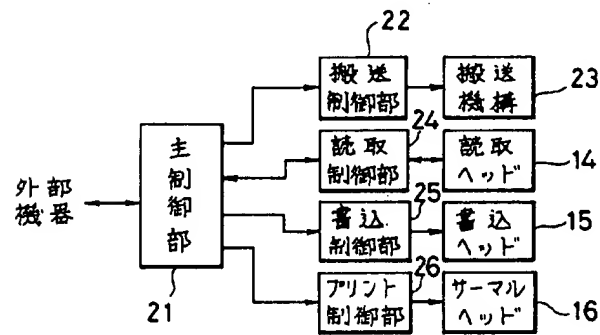 22
搬送
制御部
搬送
機構
23
24
読取
制御部
読取
ヘッド
14
主
制
御
部
21
外部
機器
25
書込
制御部
書込
ヘッド
15
26
プリント
制御部
サーマル
ヘッド
16